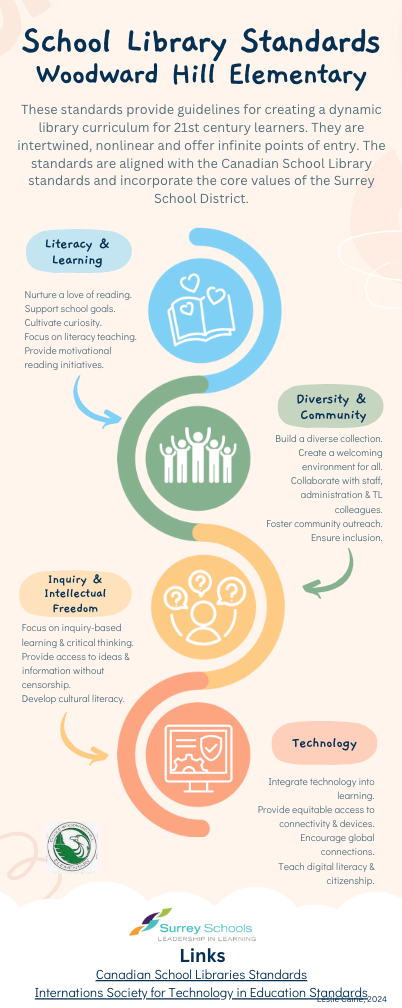 School Library Standards
Woodward Hill Elementary
These standards provide guidelines for creating a dynamic
library curriculum for 21st century learners. They are
intertwined, nonlinear and offer infinite points of entry. The
standards are aligned with the Canadian School Library
standards and incorporate the core values of the Surrey
School District.
Literacy &
Learning
Nurture a love of reading.
Support school goals.
Cultivate curiosity.
Focus on literacy teaching.
Provide motivational
reading initiatives.
Diversity &
Community
Build a diverse collection.
Create a welcoming
environment for all.
Collaborate with staff,
administration & TL
colleagues.
Foster community outreach.
Ensure inclusion.
Inquiry &
Intellectual
Freedom
Focus on inquiry-based
learning & critical thinking.
Provide access to ideas &
information without
censorship.
Develop cultural literacy.
? ? ?
Technology
Integrate technology into
learning.
Provide equitable access to
connectivity & devices.
Encourage global
connections.
Teach digital literacy &
citizenship.
ELEMENTARY
Surrey Schools
LEADERSHIP IN LEARNING
Links
Canadian School Libraries Standards
Internations Society for Technology in Education Standards
2024